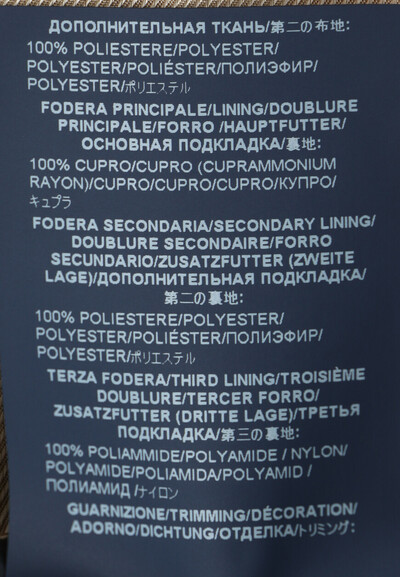 ДОПОЛНИТЕЛЬНАЯ ТКАНЬ/第二の布地:
100% POLIESTERE/POLYESTER/
POLYESTER/POLIÉSTER/ПОЛИЭФИР/
POLYESTER/ポリエステル
FODERA PRINCIPALE/LINING/DOUBLURE
PRINCIPALE/FORRO /HAUPTFUTTER/
ОСНОВНАЯ ПОДКЛАДКА/裏地:
100% CUPRO/CUPRO (CUPRAMMONIUM
RAYON)/CUPRO/CUPRO/CUPRO/КУПРО/
キュプラ
FODERA SECONDARIA/SECONDARY LINING/
DOUBLURE SECONDAIRE/FORRO
SECUNDARIO/ZUSATZFUTTER (ZWEITE
LAGE)/ДОПОЛНИТЕЛЬНАЯ ПОДКЛАДКА/
第二の裏地:
100% POLIESTERE/POLYESTER/
POLYESTER/POLIÉSTER/ПОЛИЭФИР/
POLYESTER/ポリエステル
TERZA FODERA/THIRD LINING/TROISIÈME
DOUBLURE/TERCER FORRO/
ZUSATZFUTTER (DRITTE LAGE)/ТРЕТЬЯ
ПОДКЛАДКА/第三の裏地:
100% POLIAMMIDE/POLYAMIDE / NYLON/
POLYAMIDE/POLIAMIDA/POLYAMID /
ПОЛИАМИД /ナイロン
GUARNIZIONE/TRIMMING/DÉCORATION/
ADORNO/DICHTUNG/ОТДЕЛКА/トリミング: